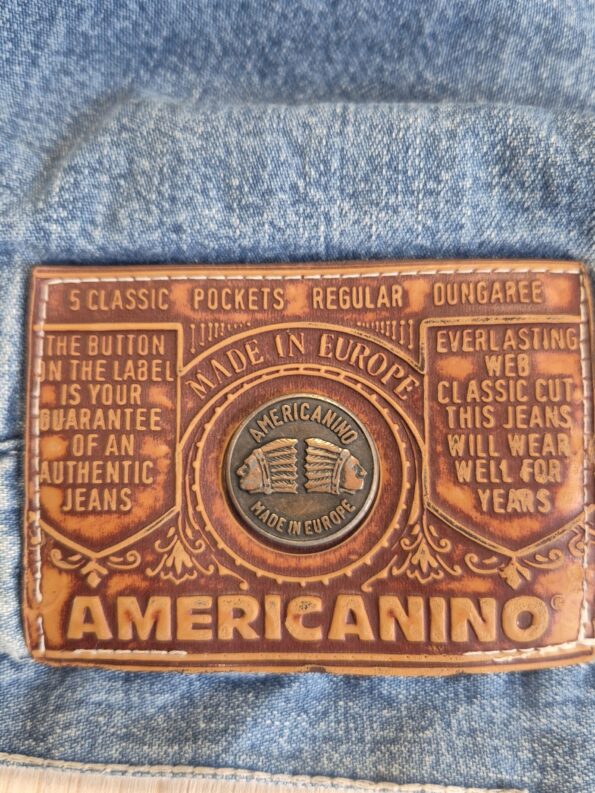 5 CLASSIC POCKETS REGULAR DUNGAREE
THE BUTTON
ON THE LABEL
IS YOUR
GUARANTEE
OF AN
AUTHENTIC
JEANS
MADE IN EUROPE
AMERICANINO
MADE IN EUROPE
EVERLASTING
WEB
CLASSIC CUT
THIS JEANS
WILL WEAR
WELL FOR
YEARS
AMERICANINO